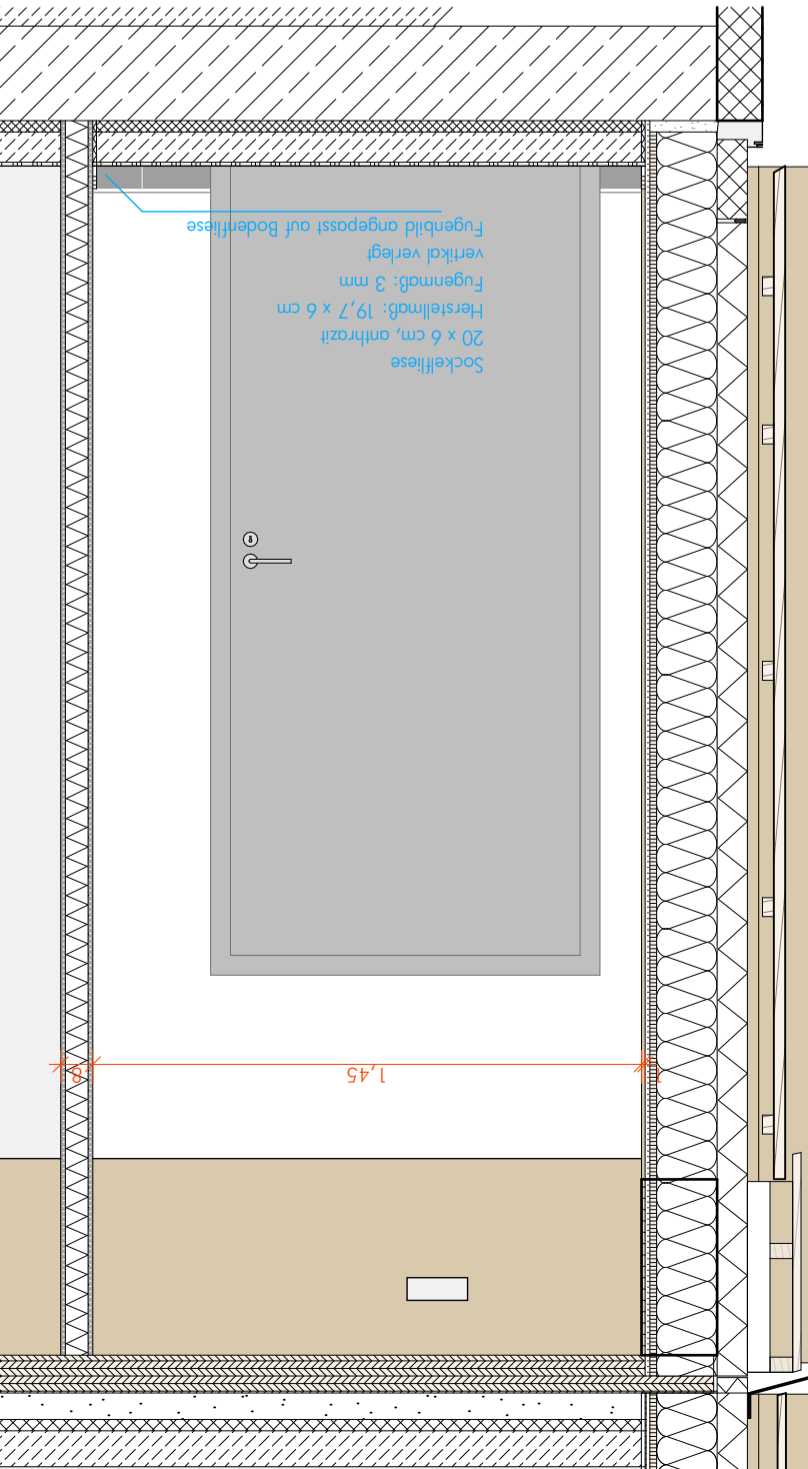 1
1,45
8
Sockelfliese
20 x 6 cm, anthrazit
Herstellmaß: 19,7 x 6 cm
Fugenmaß: 3 mm
vertikal verlegt
Fugenbild angepasst auf Bodenfliese